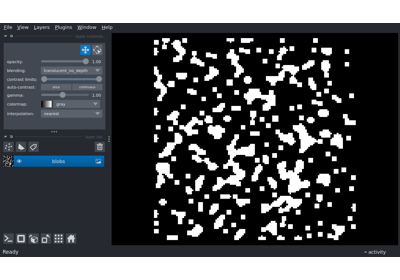 File View Layers Plugins Window Help
opacity: 1.00
blending: translucent_no_depth
contrast limits:
auto-contrast: once continuous
gamma: 1.00
colormap: gray
interpolation: nearest
blobs
Ready
activity